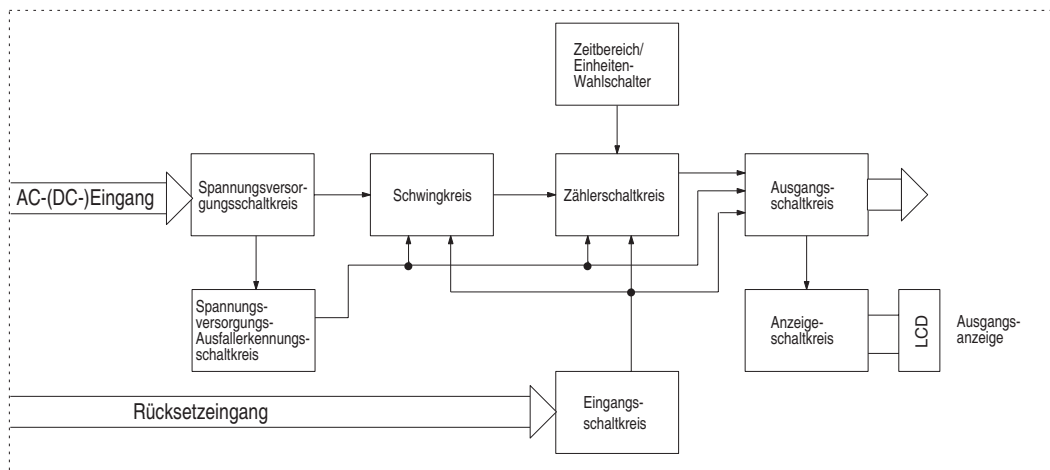 Zeitbereich/
Einheiten-
Wahlschalter
AC-(DC-)Eingang
Spannungsversor-
gungsschaltkreis
Schwingkreis
Zählerschaltkreis
Ausgangs-
schaltkreis
Spannungs-
versorgungs-
Ausfallerkennungs-
schaltkreis
Anzeige-
schaltkreis
LCD
Ausgangs-
anzeige
Rücksetzeingang
Eingangs-
schaltkreis